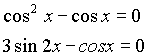 cos² x - cos x = 0
3 sin 2x - cosx = 0